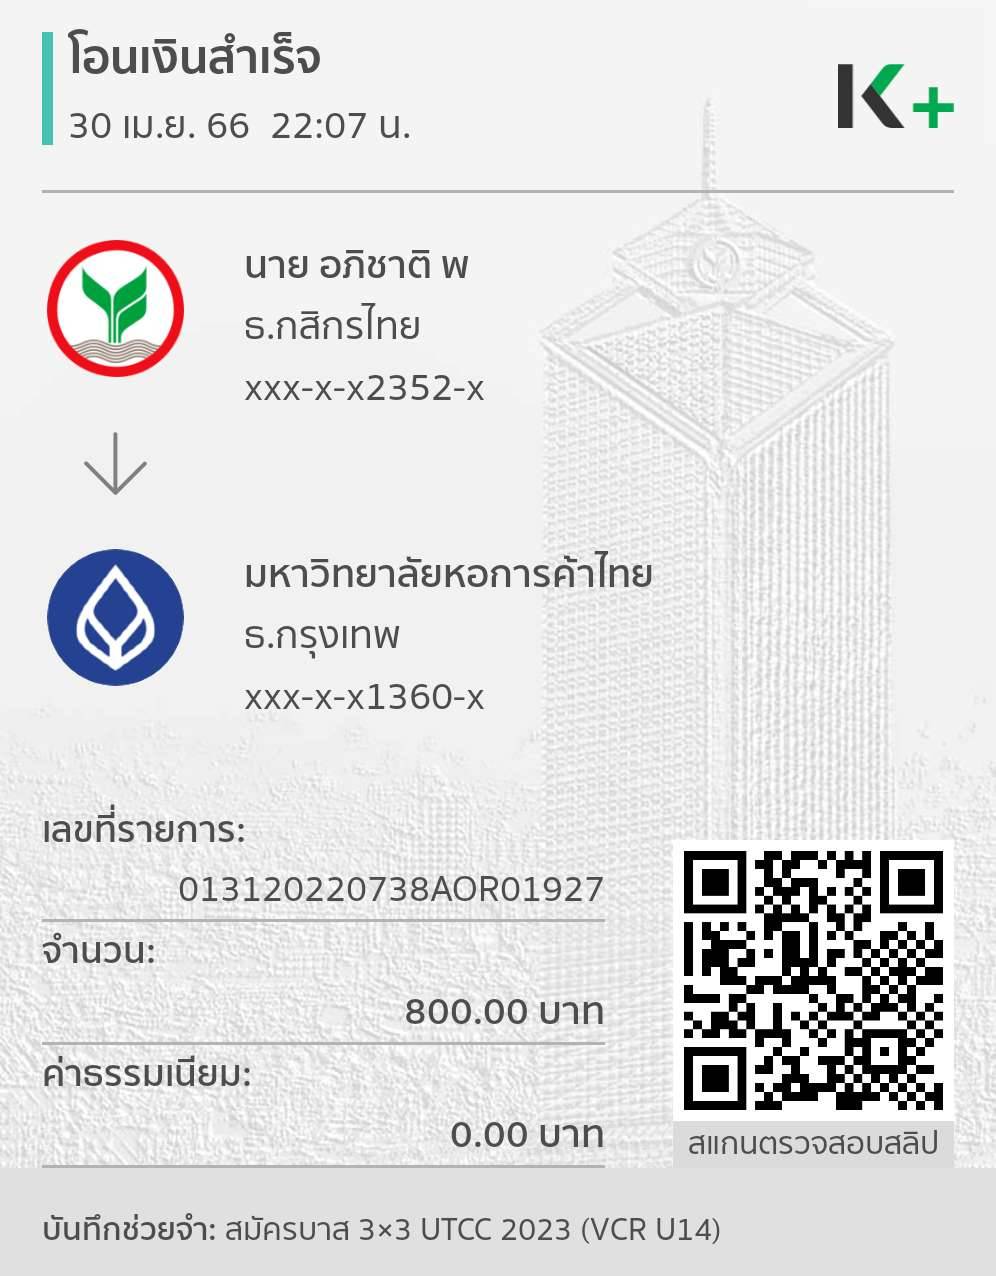 โอนเงินสำเร็จ
30 เม.ย. 66  22:07 น.
K+
นาย อภิชาติ พ
ธ.กสิกรไทย
xxx-x-x2352-x
มหาวิทยาลัยหอการค้าไทย
ธ.กรุงเทพ
xxx-x-x1360-x
เลขที่รายการ:
013120220738AOR01927
จำนวน:
800.00 บาท
ค่าธรรมเนียม:
0.00 บาท
สแกนตรวจสอบสลิป
บันทึกช่วยจำ: สมัครบาส 3×3 UTCC 2023 (VCR U14)